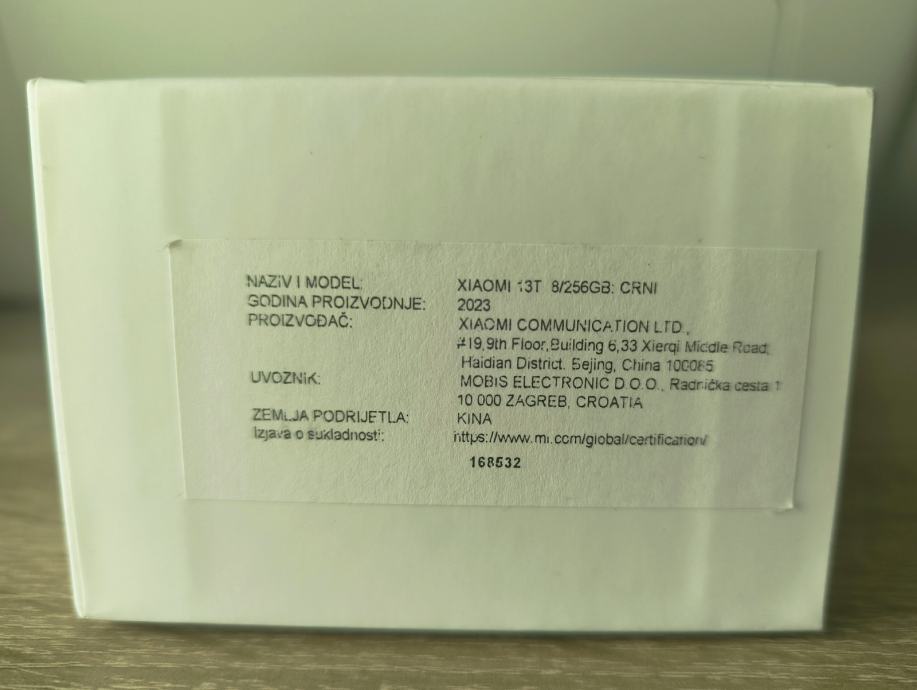 NAZIV I MODEL: XIAOMI 13T 8/256GB: CRNI
GODINA PROIZVODNJE: 2023
PROIZVOĐAČ: XIAOMI COMMUNICATION LTD.,
#19,9th Floor,Building 6,33 Xierqi Middle Road,
Haidian District. Bejing, China 100085
UVOZNIK: MOBIS ELECTRONIC D.O.O., Radnička cesta 1
10 000 ZAGREB, CROATIA
ZEMLJA PODRIJETLA: KINA
Izjava o sukladnosti: https://www.mi.com/global/certification/
168532